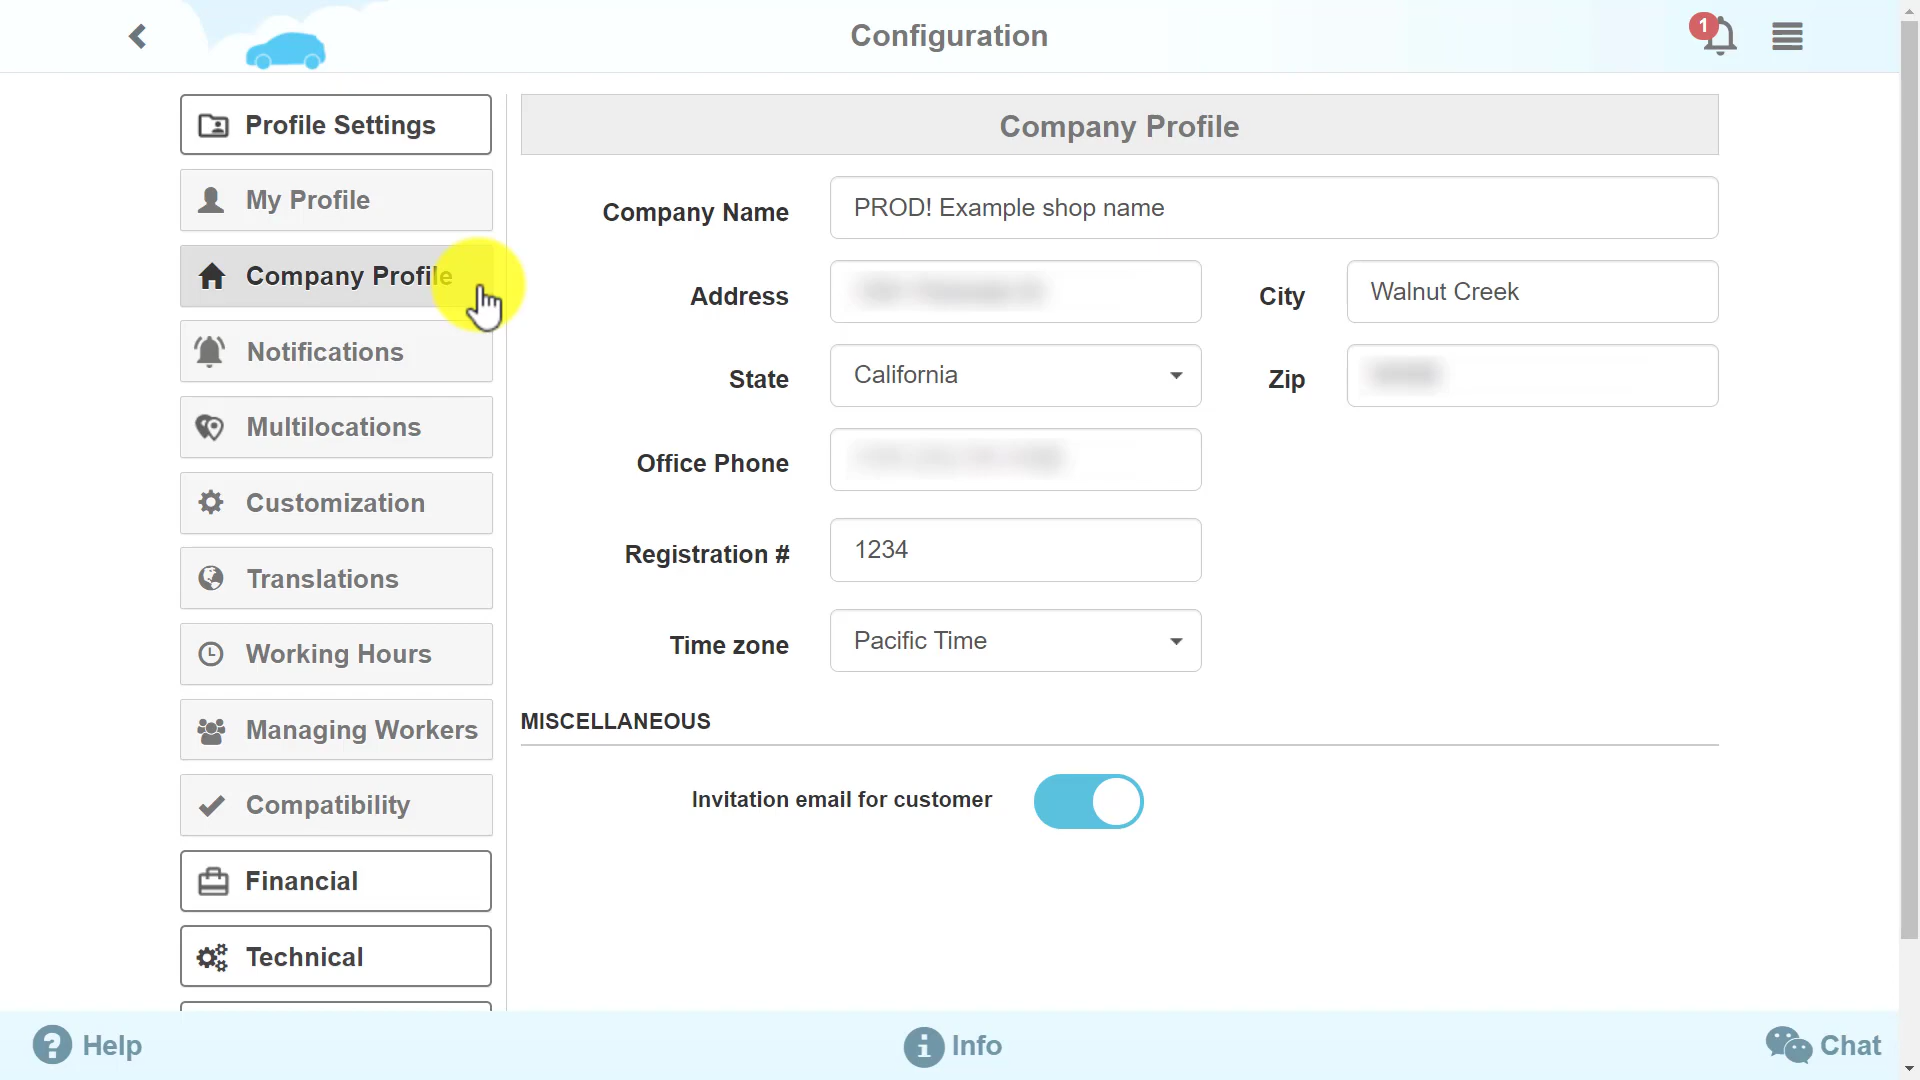 Configuration
1
Profile Settings
My Profile
Company Profile
Notifications
Multilocations
Customization
Translations
Working Hours
Managing Workers
Compatibility
Financial
Technical
Company Profile
Company Name
PROD! Example shop name
Address
City
Walnut Creek
State
California
Zip
Office Phone
Registration #
1234
Time zone
Pacific Time
MISCELLANEOUS
Invitation email for customer
Help
Info
Chat